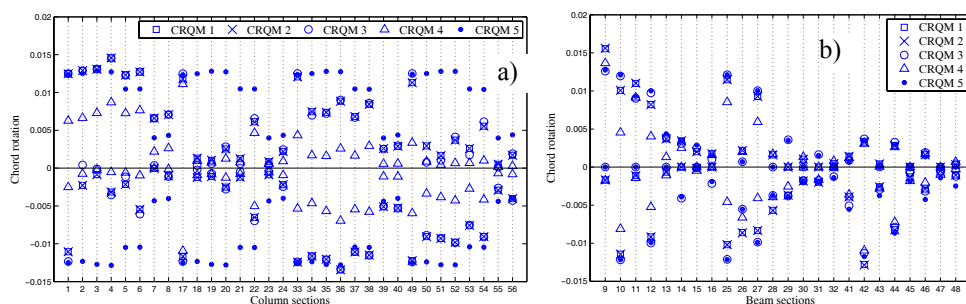 0.015
0.01
0.005
0
−0.005
−0.01
−0.015
Chord rotation
CRQM 1 CRQM 2 CRQM 3 CRQM 4 CRQM 5
a)
1 2 3 4 5 6 7 8 17 18 19 20 21 22 23 24 33 34 35 36 37 38 39 40 49 50 51 52 53 54 55 56
Column sections
0.02
0.015
0.01
0.005
0
−0.005
−0.01
−0.015
Chord rotation
b)
CRQM 1
CRQM 2
CRQM 3
CRQM 4
CRQM 5
9 10 11 12 13 14 15 16 25 26 27 28 29 30 31 32 41 42 43 44 45 46 47 48
Beam sections